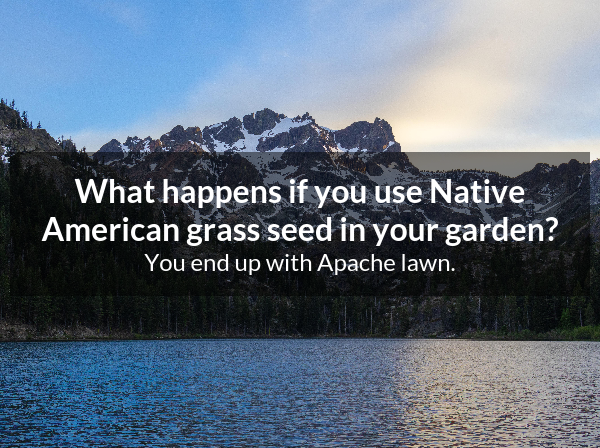 What happens if you use Native
American grass seed in your garden?
You end up with Apache lawn.